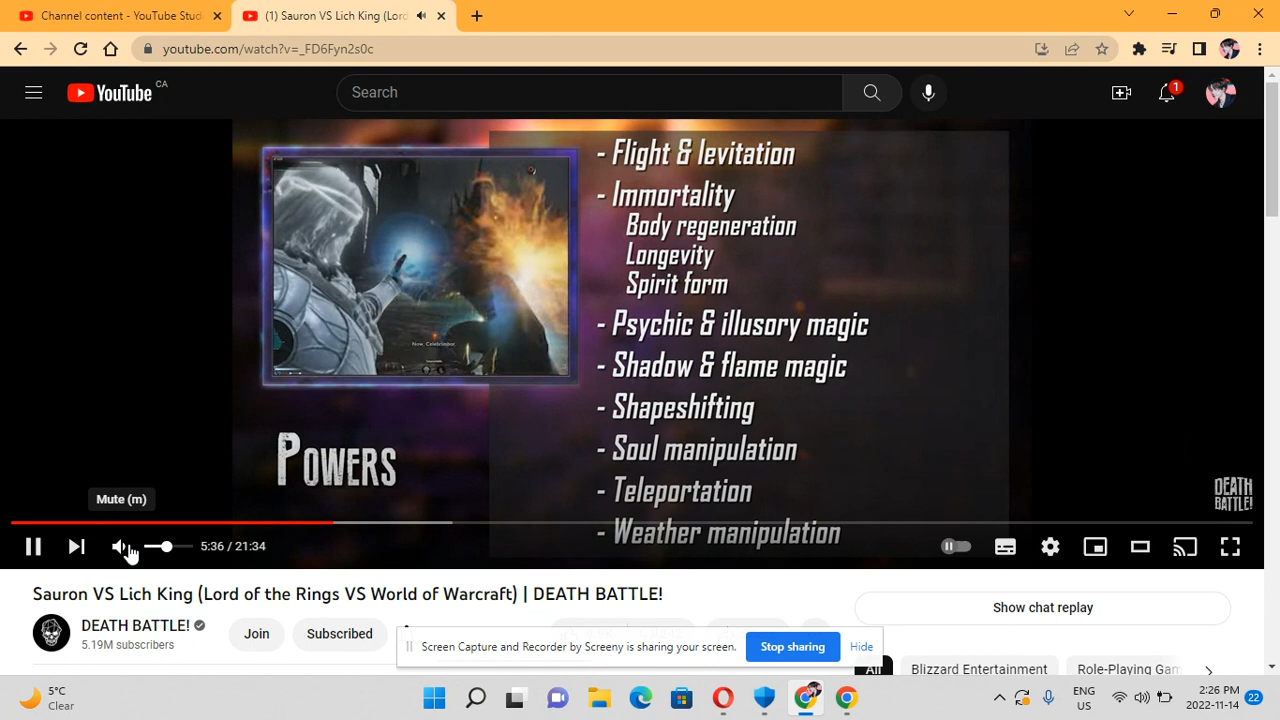 Channel content - YouTube Stud
(1) Sauron VS Lich King (Lord
youtube.com/watch?v=_FD6Fyn2s0c
YouTube CA
Search
1
- Flight & levitation
- Immortality
Body regeneration
Longevity
Spirit form
- Psychic & illusory magic
- Shadow & flame magic
- Shapeshifting
- Soul manipulation
- Teleportation
- Weather manipulation
Now, Celebrimbor.
POWERS
DEATH BATTLE!
Mute (m)
5:36 / 21:34
Sauron VS Lich King (Lord of the Rings VS World of Warcraft) | DEATH BATTLE!
DEATH BATTLE!
5.19M subscribers
Join
Subscribed
Show chat replay
Screen Capture and Recorder by Screeny is sharing your screen.
Stop sharing
Hide
All
Blizzard Entertainment
Role-Playing Gam
5°C
Clear
ENG
US
2:26 PM
2022-11-14
22